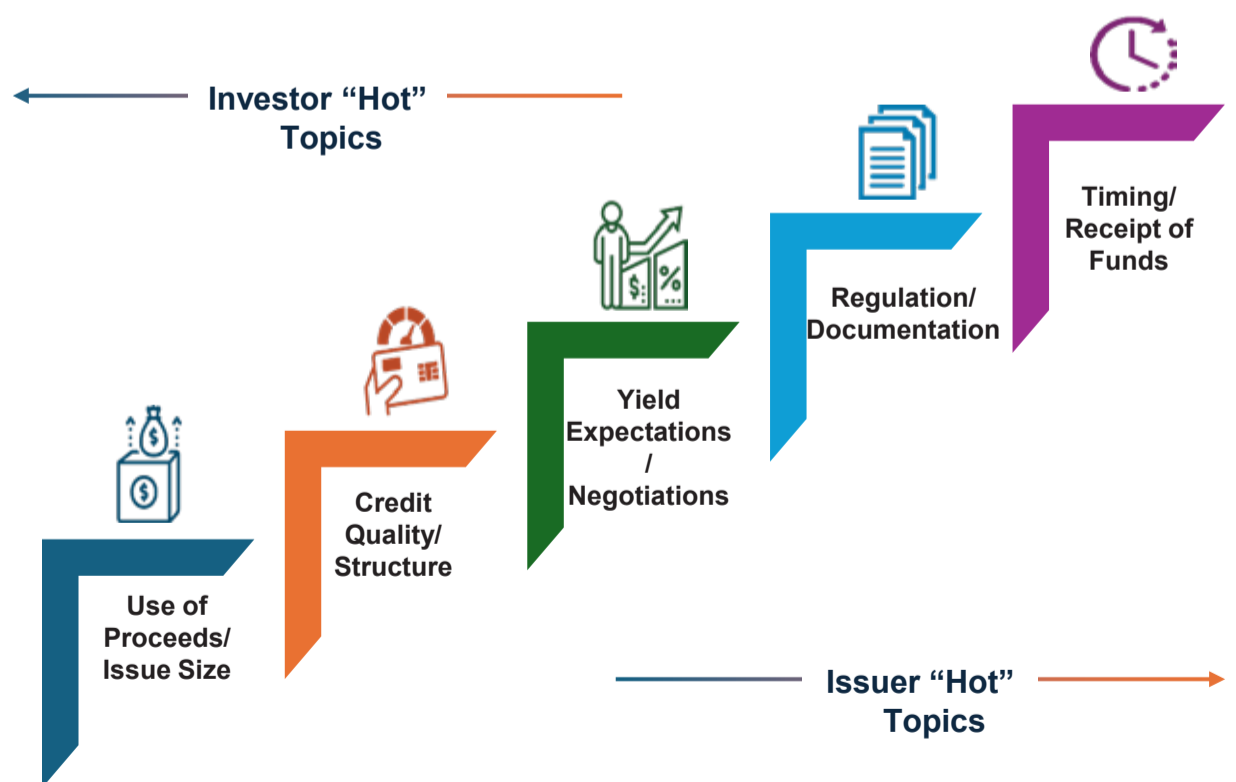 Investor “Hot”
Topics
Use of
Proceeds/
Issue Size
$
$
Credit
Quality/
Structure
Yield
Expectations
/
Negotiations
$
%
Regulation/
Documentation
Timing/
Receipt of
Funds
Issuer “Hot”
Topics